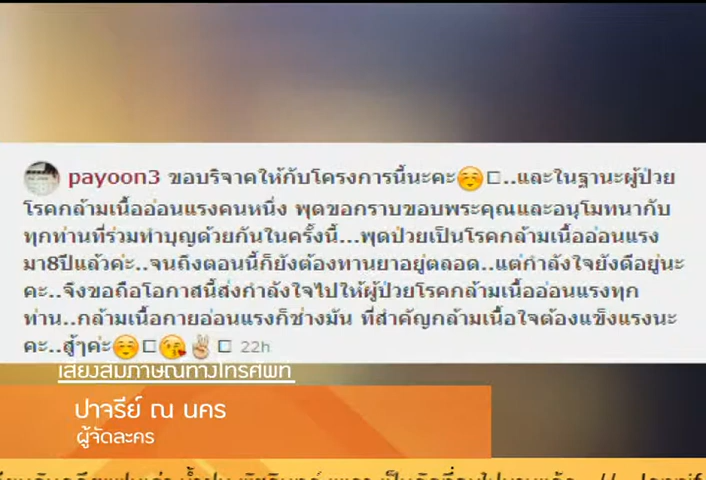 payoon3 ขอบริจาคให้กับโครงการนี้นะคะ☺️□..และในฐานะผู้ป่วย
โรคกล้ามเนื้ออ่อนแรงคนหนึ่ง พุดขอกราบขอบพระคุณและอนุโมทนากับ
ทุกท่านที่ร่วมทำบุญด้วยกันในครั้งนี้...พุดป่วยเป็นโรคกล้ามเนื้ออ่อนแรง
มา8ปีแล้วค่ะ..จนถึงตอนนี้ก็ยังต้องทานยาอยู่ตลอด..แต่กำลังใจยังดีอยู่นะ
คะ..จึงขอถือโอกาสนี้ส่งกำลังใจไปให้ผู้ป่วยโรคกล้ามเนื้ออ่อนแรงทุก
ท่าน..กล้ามเนื้อกายอ่อนแรงก็ช่างมัน ที่สำคัญกล้ามเนื้อใจต้องแข็งแรงนะ
คะ..สู้ๆค่ะ☺️□😘✌️□ 22h
เสียงสัมภาษณ์ทางโทรศัพท์
ปาจรีย์ ณ นคร
ผู้จัดละคร